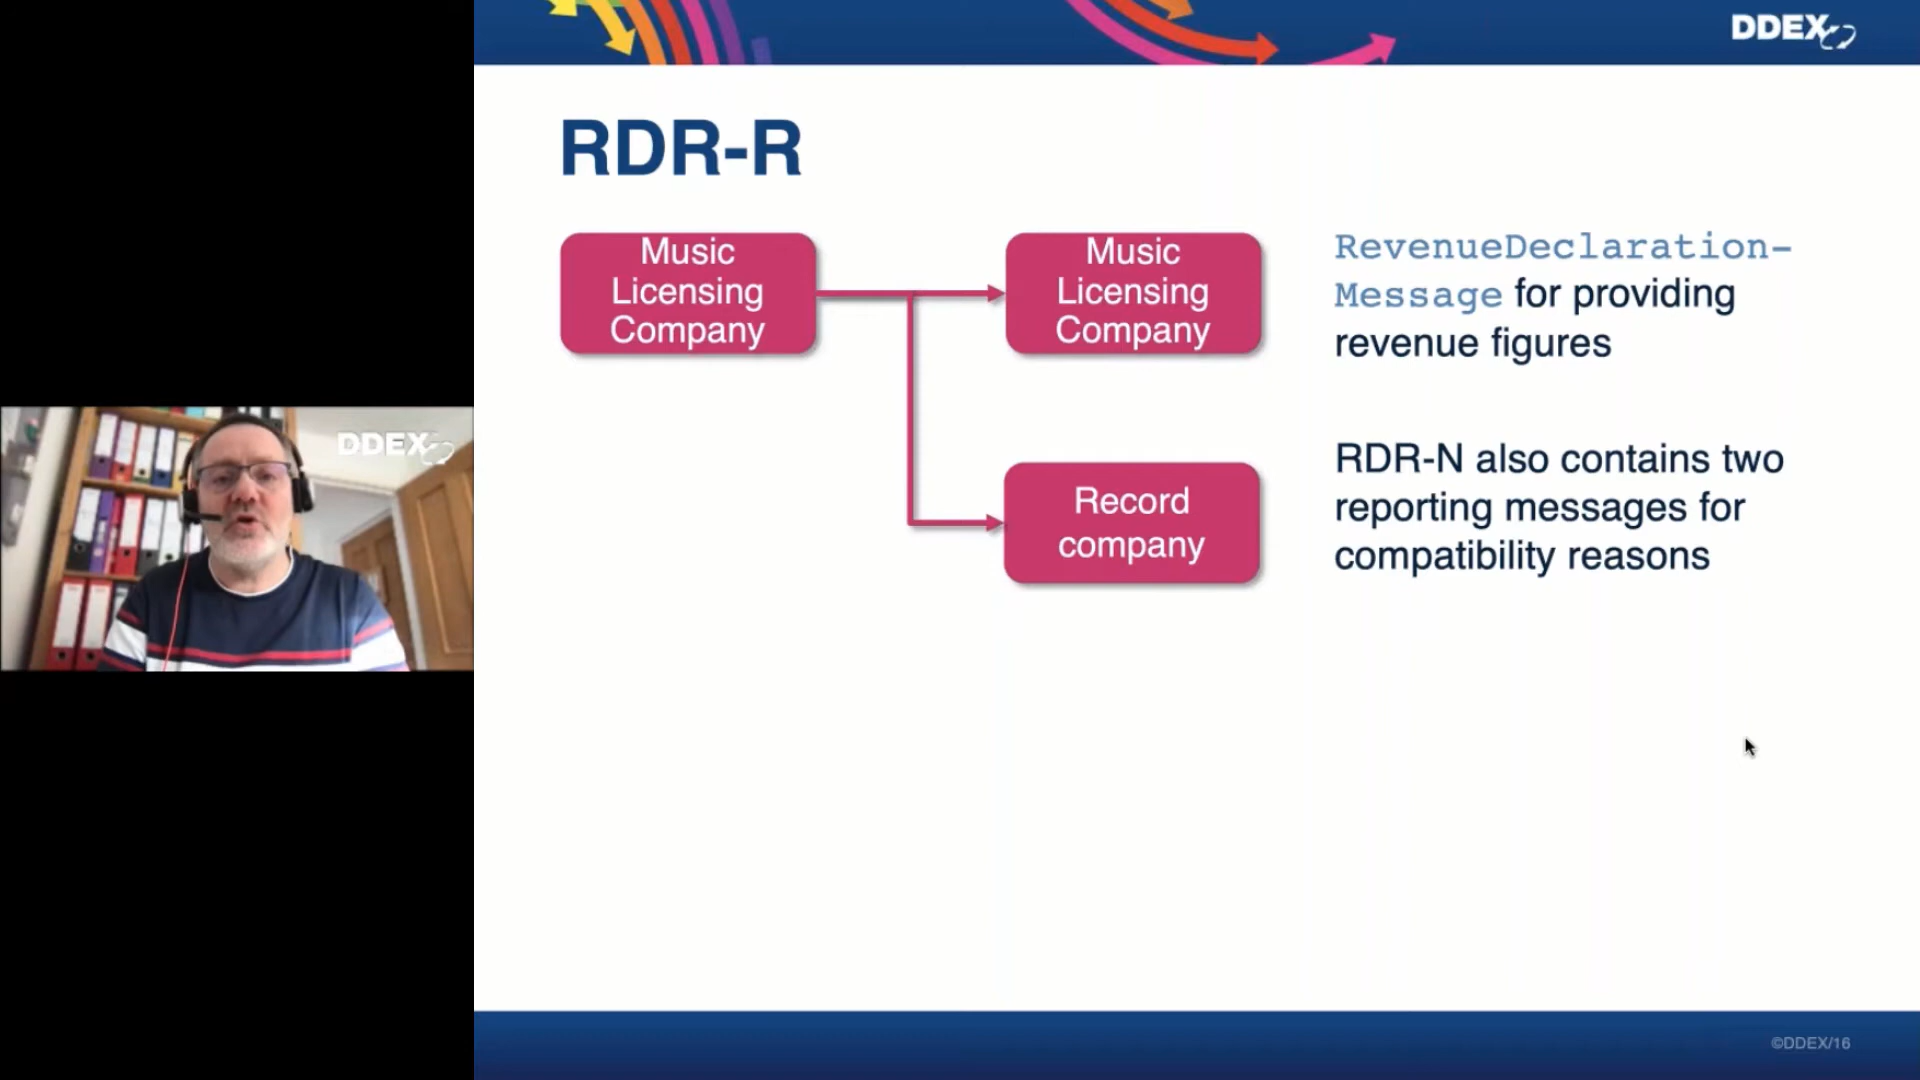 DDEX
RDR-R
Music
Licensing
Company
Music
Licensing
Company
RevenueDeclaration-
Message for providing
revenue figures
DDEX
Record
company
RDR-N also contains two
reporting messages for
compatibility reasons
©DDEX/16